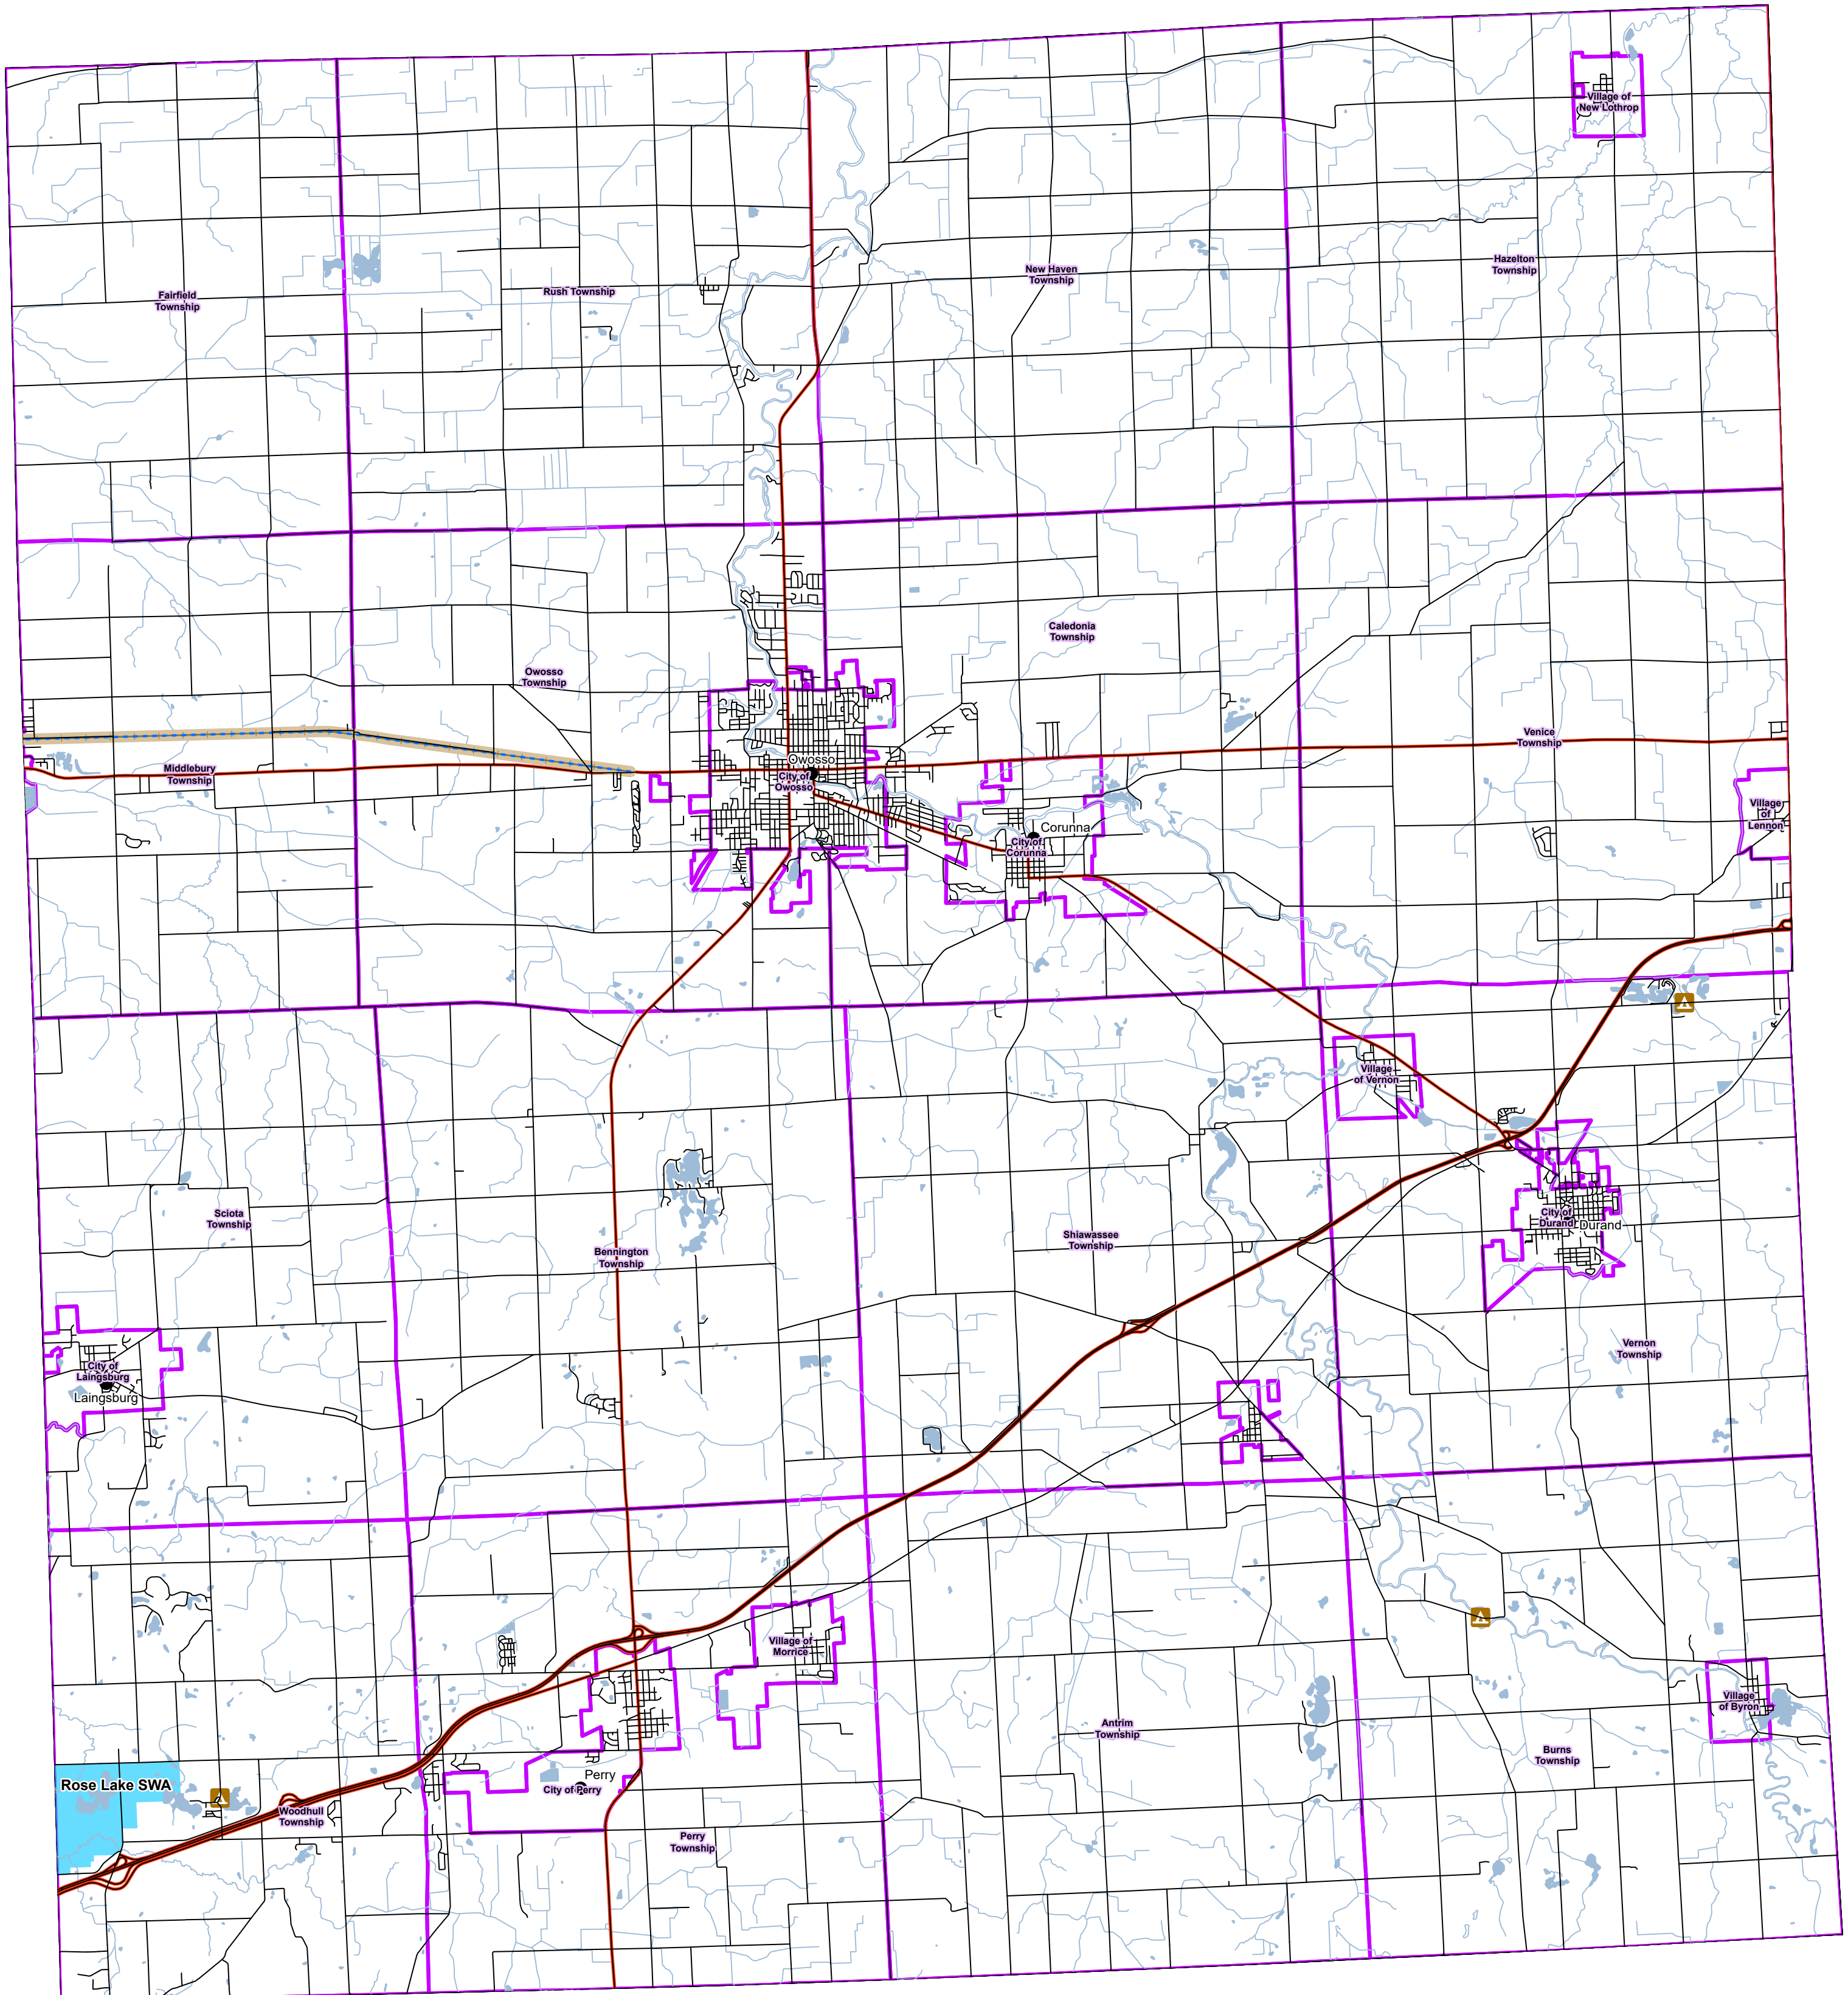 Village of
New Lothrop
Hazelton
Township
New Haven
Township
Rush Township
Fairfield
Township
Caledonia
Township
Owosso
Township
Venice
Township
Owosso
City of
Owosso
Middlebury
Township
Village
of
Lennon
Corunna
City of
Corunna
Village
of Vernon
Sciota
Township
City of
Durand
Durand
Shiawassee
Township
Bennington
Township
Vernon
Township
City of
Laingsburg
Laingsburg
Village of
Morrice
Village
of Byron
Antrim
Township
Burns
Township
Perry
City of Perry
Rose Lake SWA
Woodhull
Township
Perry
Township